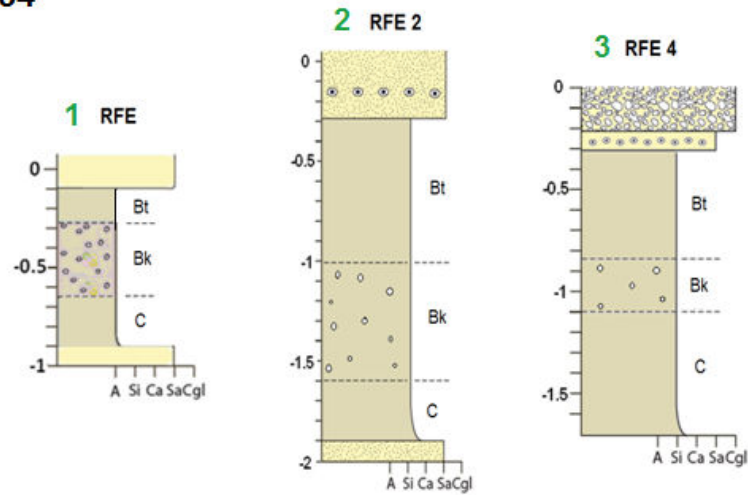 1 RFE
0
-0.5
-1
Bt
Bk
C
A Si Ca SaCgl
2 RFE 2
0
-0.5
-1
-1.5
-2
Bt
Bk
C
A Si Ca SaCgl
3 RFE 4
0
-0.5
-1
-1.5
Bt
Bk
C
A Si Ca SaCgl